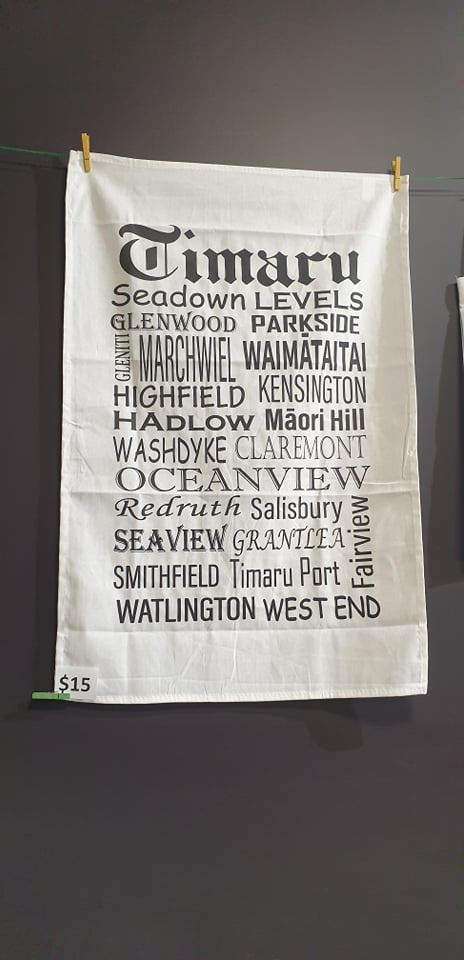 Timaru
Seadown LEVELS
GLENWOOD PARKSIDE
GLENITI
MARCHWIEL WAIMĀTAITAI
HIGHFIELD KENSINGTON
HADLOW Māori Hill
WASHDYKE CLAREMONT
OCEANVIEW
Redruth Salisbury
SEAVIEW GRANTLEA
Fairview
SMITHFIELD Timaru Port
WATLINGTON WEST END
$15